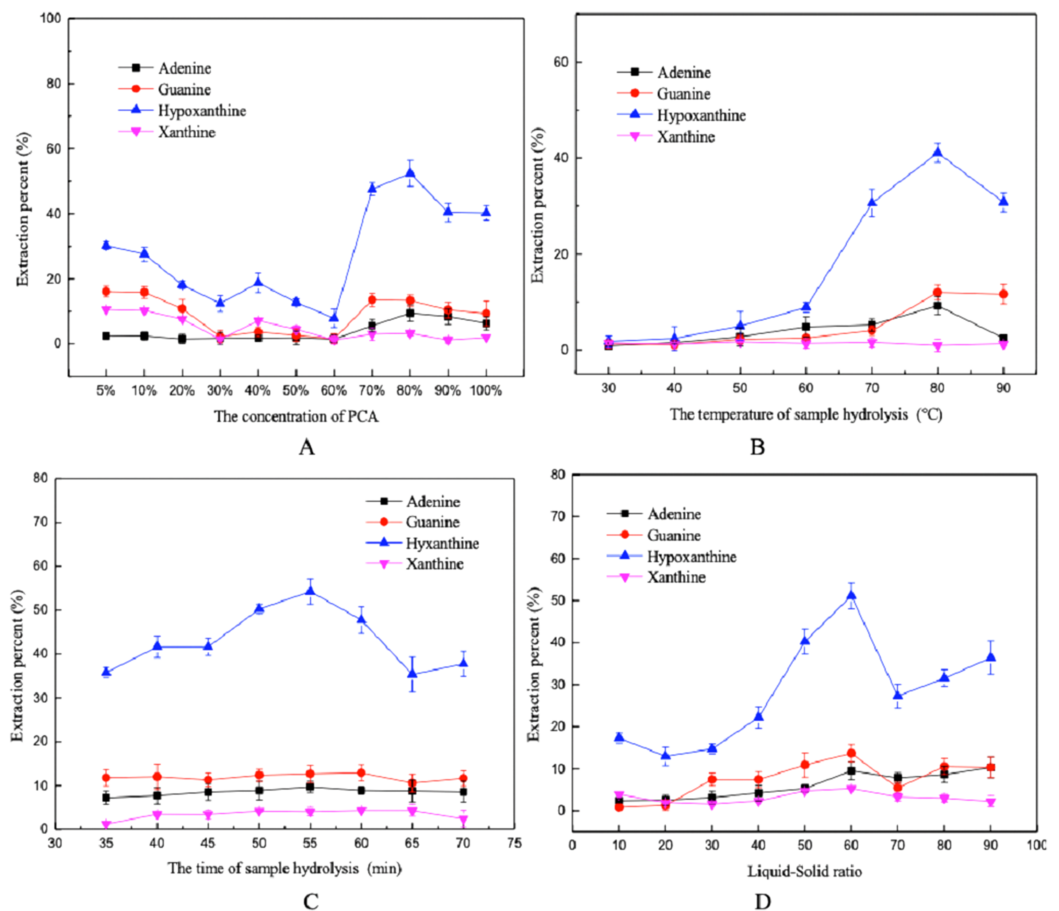 100
80
60
40
20
0
Extraction percent (%)
Adenine
Guanine
Hypoxanthine
Xanthine
5% 10% 20% 30% 40% 50% 60% 70% 80% 90% 100%
The concentration of PCA
A
60
40
20
0
Extraction percent (%)
Adenine
Guanine
Hypoxanthine
Xanthine
30 40 50 60 70 80 90
The temperature of sample hydrolysis (°C)
B
80
70
60
50
40
30
20
10
0
Extraction percent (%)
Adenine
Guanine
Hyxanthine
Xanthine
30 35 40 45 50 55 60 65 70 75
The time of sample hydrolysis (min)
C
80
70
60
50
40
30
20
10
0
Extraction percent (%)
Adenine
Guanine
Hypoxanthine
Xanthine
10 20 30 40 50 60 70 80 90 100
Liquid-Solid ratio
D